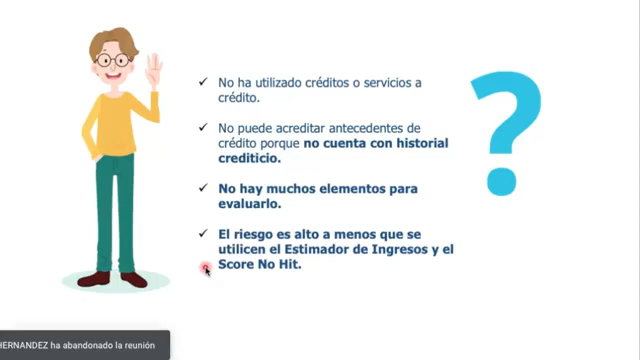 No ha utilizado créditos o servicios a
crédito.
No puede acreditar antecedentes de
crédito porque no cuenta con historial
crediticio.
No hay muchos elementos para
evaluarlo.
El riesgo es alto a menos que se
utilicen el Estimador de Ingresos y el
Score No Hit.
?
HERNANDEZ ha abandonado la reunión